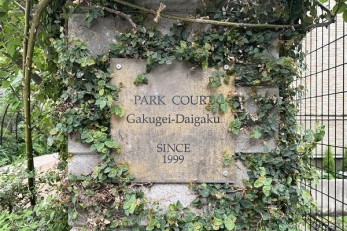 PARK COURT
Gakugei-Daigaku
SINCE
1999